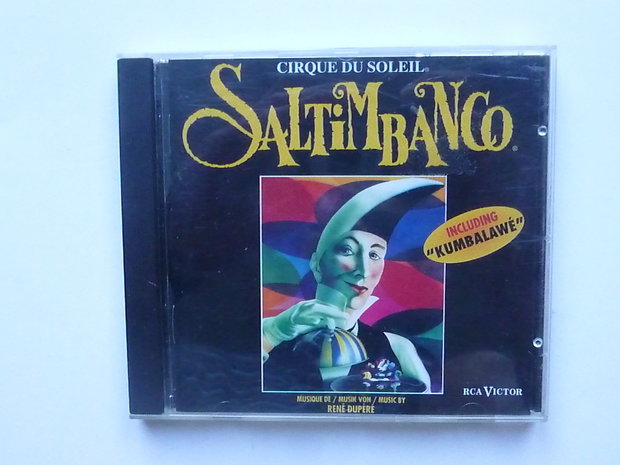 CIRQUE DU SOLEIL®
SALTiMBANCO®
INCLUDING
"KUMBALAWÉ"
MUSIQUE DE / MUSIK VON / MUSIC BY
RENÉ DUPÉRÉ
RCA VICTOR